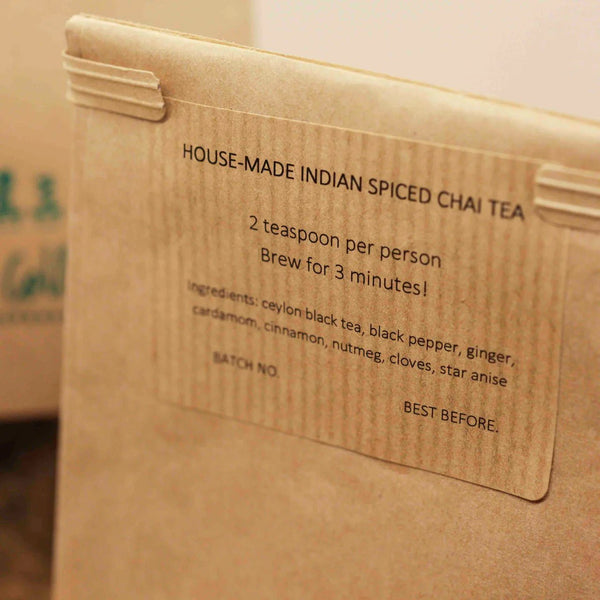 HOUSE-MADE INDIAN SPICED CHAI TEA
2 teaspoon per person
Brew for 3 minutes!
Ingredients: ceylon black tea, black pepper, ginger,
cardamom, cinnamon, nutmeg, cloves, star anise
BATCH NO.
BEST BEFORE.